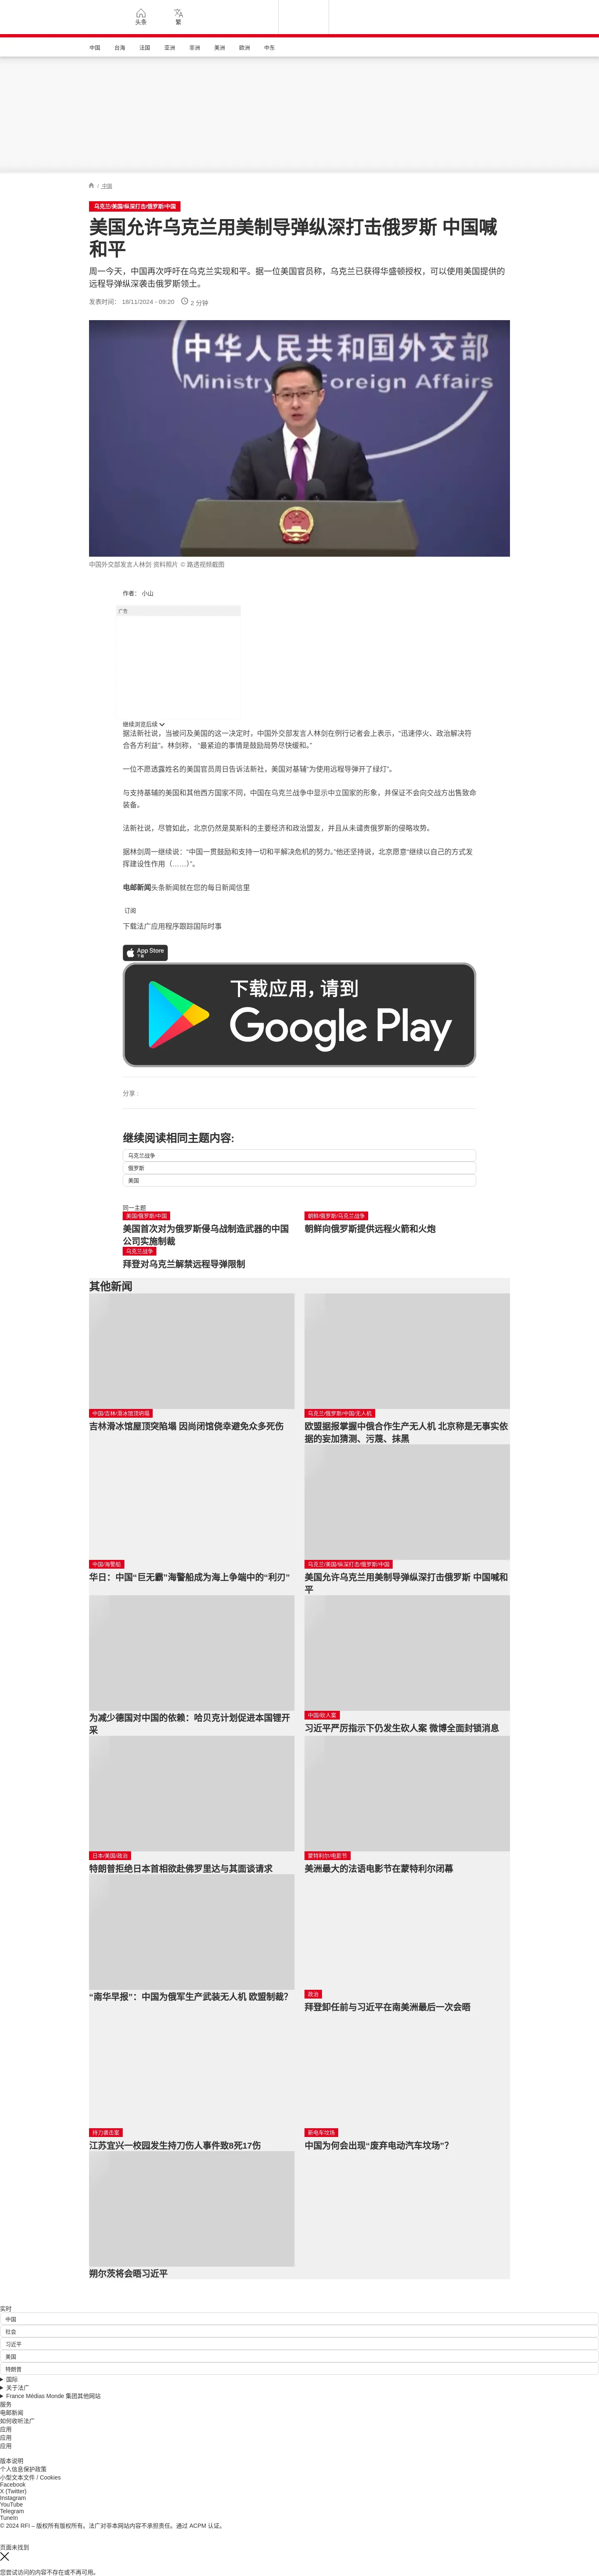 头条
繁
中国
台海
法国
亚洲
非洲
美洲
欧洲
中东
/ 中国
乌克兰/美国/纵深打击/俄罗斯/中国
美国允许乌克兰用美制导弹纵深打击俄罗斯 中国喊
和平
周一今天，中国再次呼吁在乌克兰实现和平。据一位美国官员称，乌克兰已获得华盛顿授权，可以使用美国提供的
远程导弹纵深袭击俄罗斯领土。
发表时间： 18/11/2024 - 09:20
2 分钟
中华人民共和国外交部
Ministry of Foreign Affairs
中国外交部发言人林剑 资料照片 © 路透视频截图
作者： 小山
广告
继续浏览后续
据法新社说，当被问及美国的这一决定时，中国外交部发言人林剑在例行记者会上表示，“迅速停火、政治解决符
合各方利益”。林剑称， “最紧迫的事情是鼓励局势尽快缓和。”
一位不愿透露姓名的美国官员周日告诉法新社，美国对基辅“为使用远程导弹开了绿灯”。
与支持基辅的美国和其他西方国家不同，中国在乌克兰战争中显示中立国家的形象，并保证不会向交战方出售致命
装备。
法新社说，尽管如此，北京仍然是莫斯科的主要经济和政治盟友，并且从未谴责俄罗斯的侵略攻势。
据林剑周一继续说：“中国一贯鼓励和支持一切和平解决危机的努力。”他还坚持说，北京愿意“继续以自己的方式发
挥建设性作用（……）”。
电邮新闻头条新闻就在您的每日新闻信里
订阅
下载法广应用程序跟踪国际时事
App Store
下载
下载应用，请到
Google Play
分享 :
继续阅读相同主题内容:
乌克兰战争
俄罗斯
美国
同一主题
美国/俄罗斯/中国
美国首次对为俄罗斯侵乌战制造武器的中国
公司实施制裁
朝鲜/俄罗斯/乌克兰战争
朝鲜向俄罗斯提供远程火箭和火炮
乌克兰战争
拜登对乌克兰解禁远程导弹限制
其他新闻
中国/吉林/滑冰馆顶坍塌
吉林滑冰馆屋顶突陷塌 因尚闭馆侥幸避免众多死伤
乌克兰/俄罗斯/中国/无人机
欧盟据报掌握中俄合作生产无人机 北京称是无事实依
据的妄加猜测、污蔑、抹黑
中国/海警船
华日：中国“巨无霸”海警船成为海上争端中的“利刃”
乌克兰/美国/纵深打击/俄罗斯/中国
美国允许乌克兰用美制导弹纵深打击俄罗斯 中国喊和
平
为减少德国对中国的依赖：哈贝克计划促进本国锂开
采
中国/砍人案
习近平严厉指示下仍发生砍人案 微博全面封锁消息
日本/美国/政治
特朗普拒绝日本首相欲赴佛罗里达与其面谈请求
蒙特利尔/电影节
美洲最大的法语电影节在蒙特利尔闭幕
“南华早报”：中国为俄军生产武装无人机 欧盟制裁？
政治
拜登卸任前与习近平在南美洲最后一次会晤
持刀袭击案
江苏宜兴一校园发生持刀伤人事件致8死17伤
新电车坟场
中国为何会出现“废弃电动汽车坟场”？
朔尔茨将会晤习近平
实时
中国
社会
习近平
美国
特朗普
国际
关于法广
France Médias Monde 集团其他网站
服务
电邮新闻
如何收听法广
应用
应用
应用
版本说明
个人信息保护政策
小型文本文件 / Cookies
Facebook
X (Twitter)
Instagram
YouTube
Telegram
TuneIn
© 2024 RFI – 版权所有版权所有。法广对非本网站内容不承担责任。通过 ACPM 认证。
页面未找到
您尝试访问的内容不存在或不再可用。